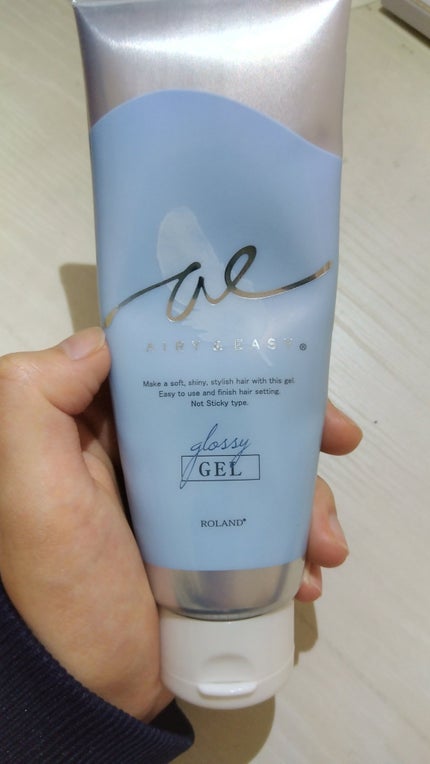 ae
AIRY & EASY®
Make a soft, shiny, stylish hair with this gel.
Easy to use and finish hair setting.
Not Sticky type.
glossy
GEL
ROLAND